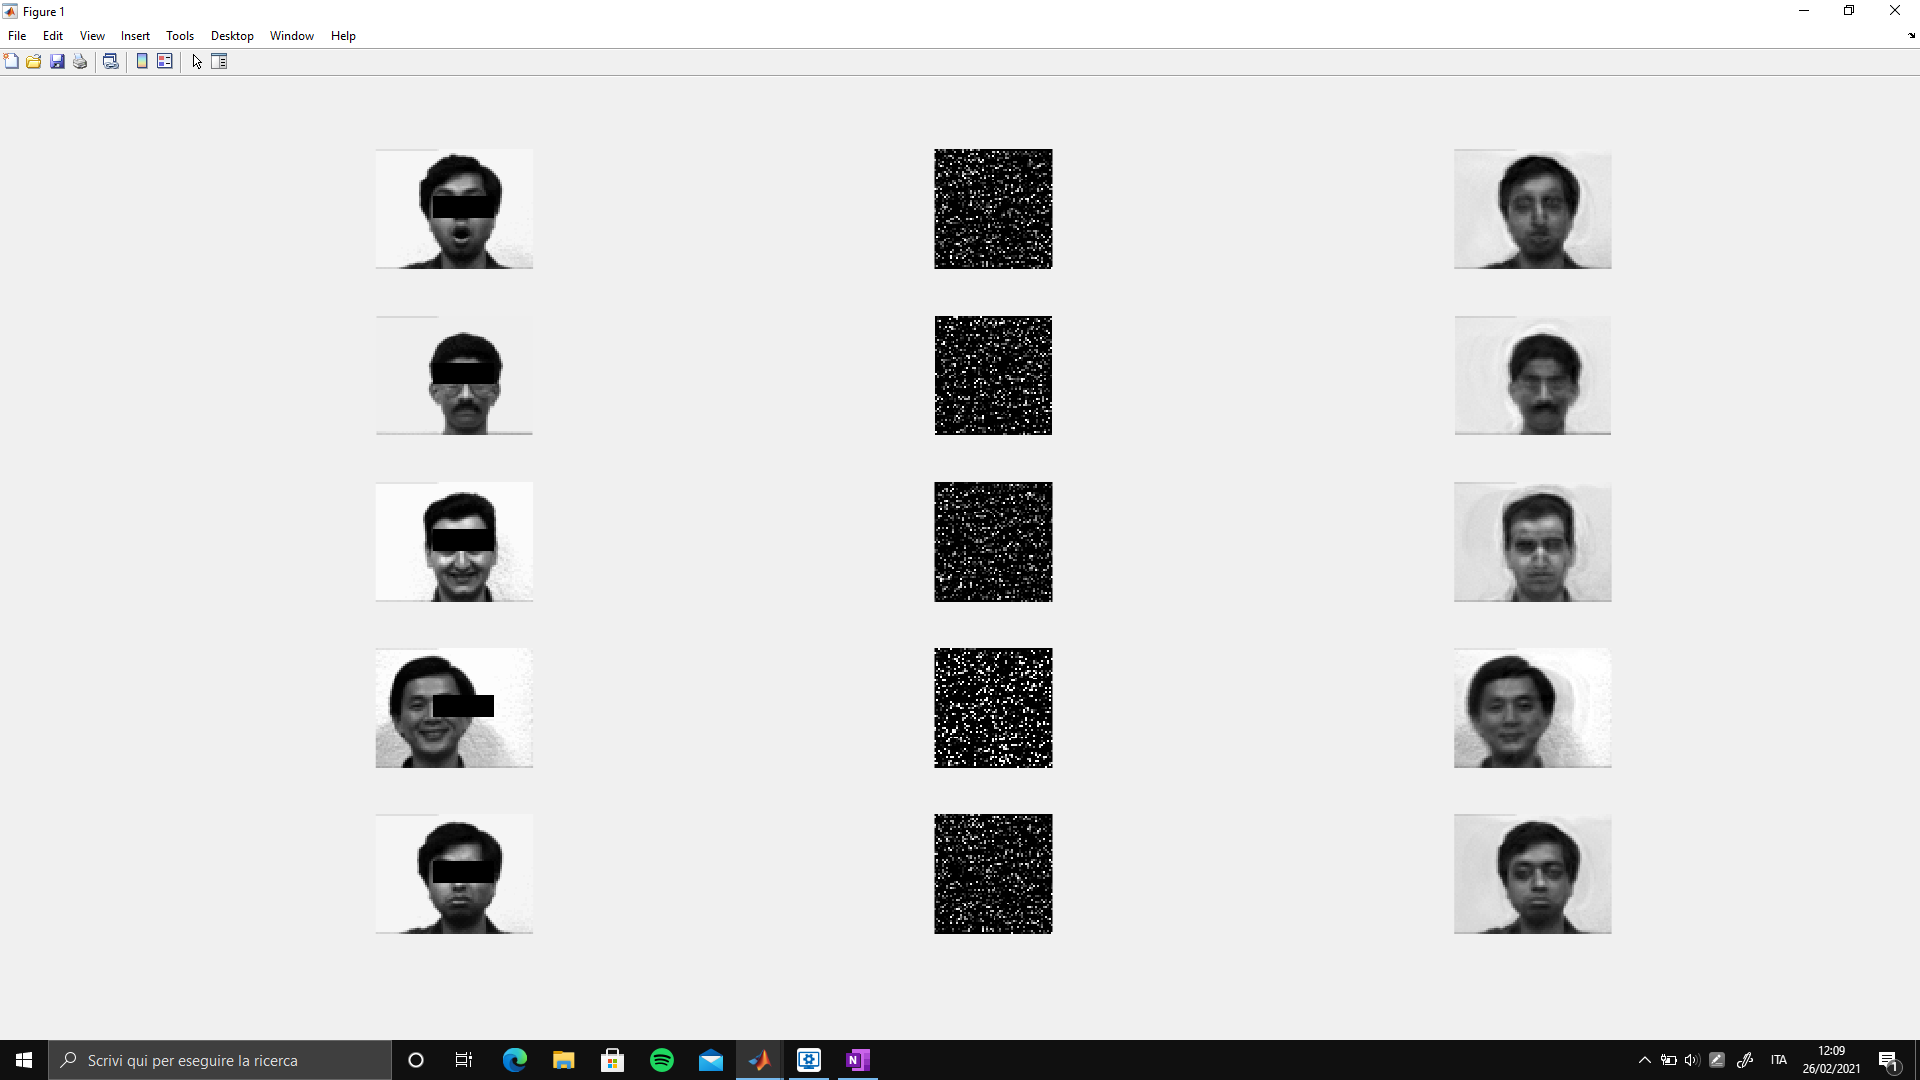 Figure 1
File Edit View Insert Tools Desktop Window Help
Scrivi qui per eseguire la ricerca
N
ITA
12:09
26/02/2021
1